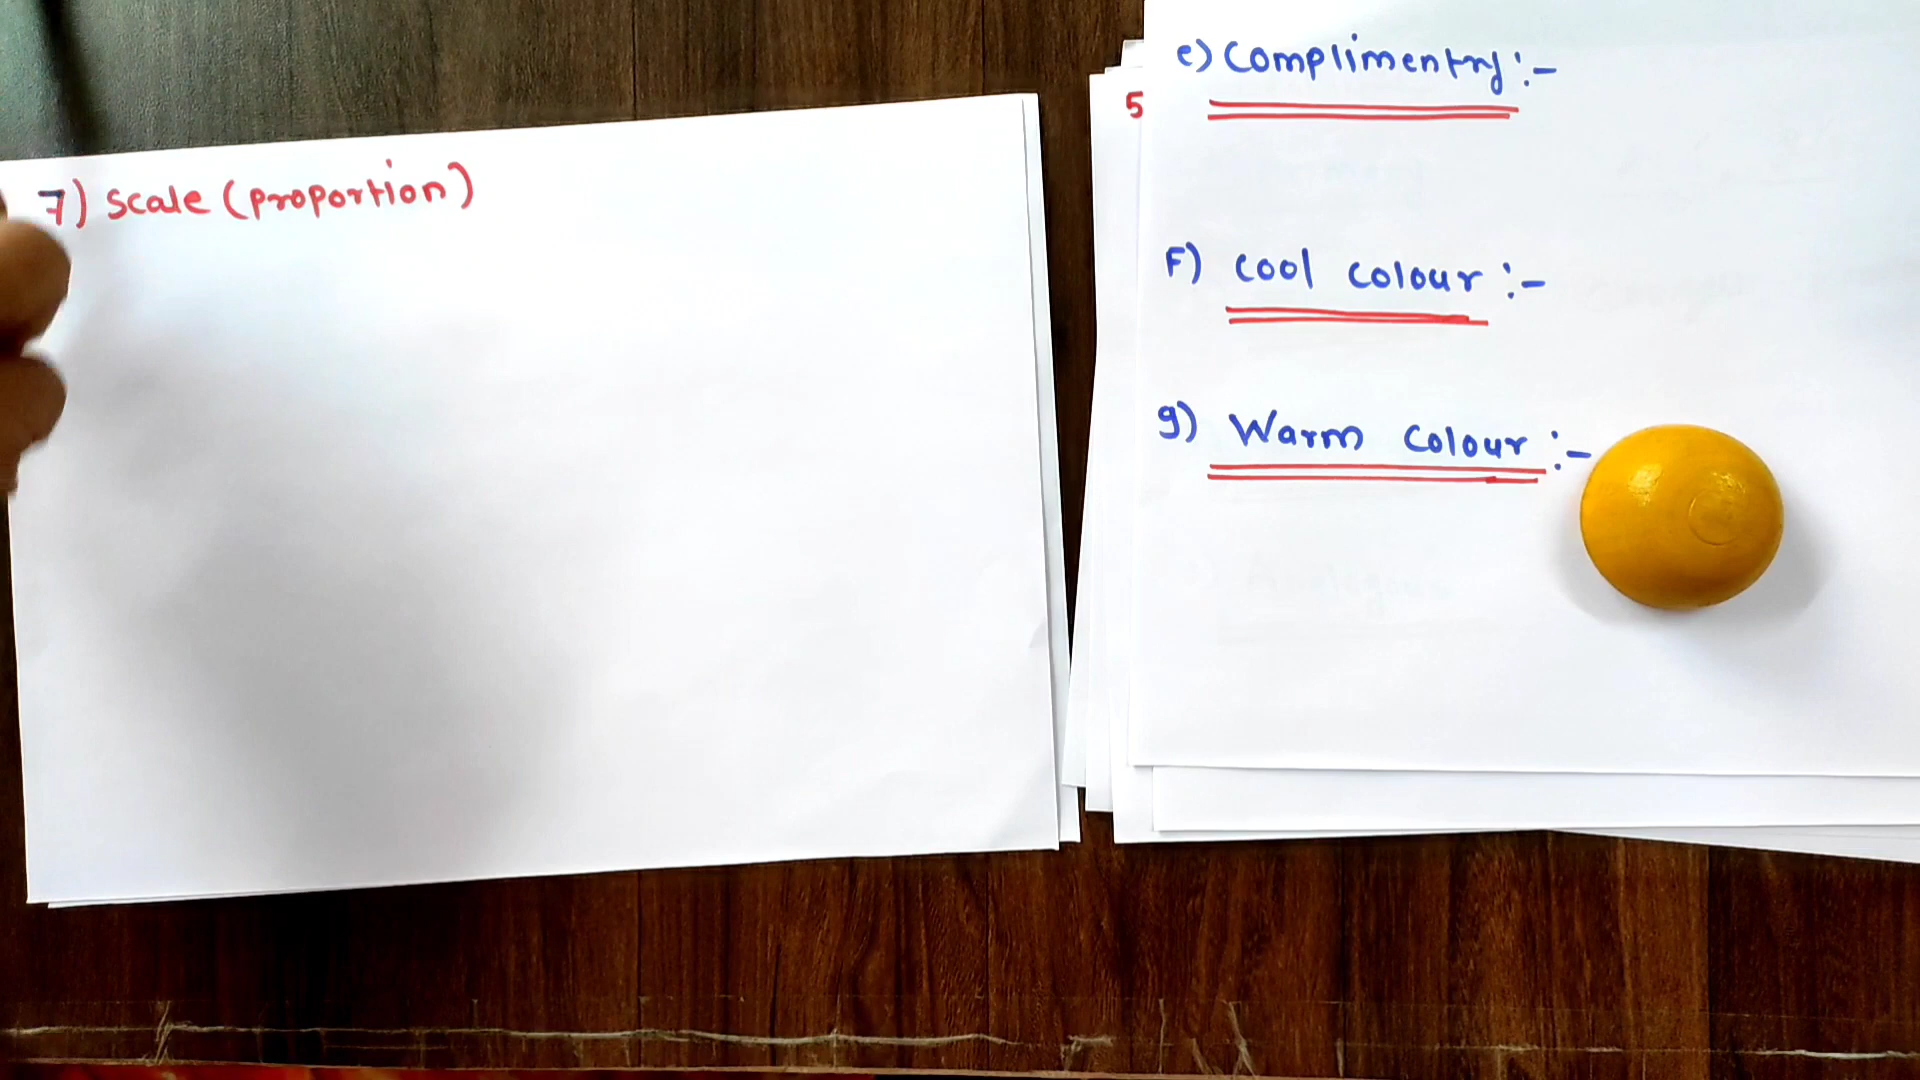 7) Scale (proportion)
5
e) Complimentry :-
F) cool colour :-
g) Warm colour :-